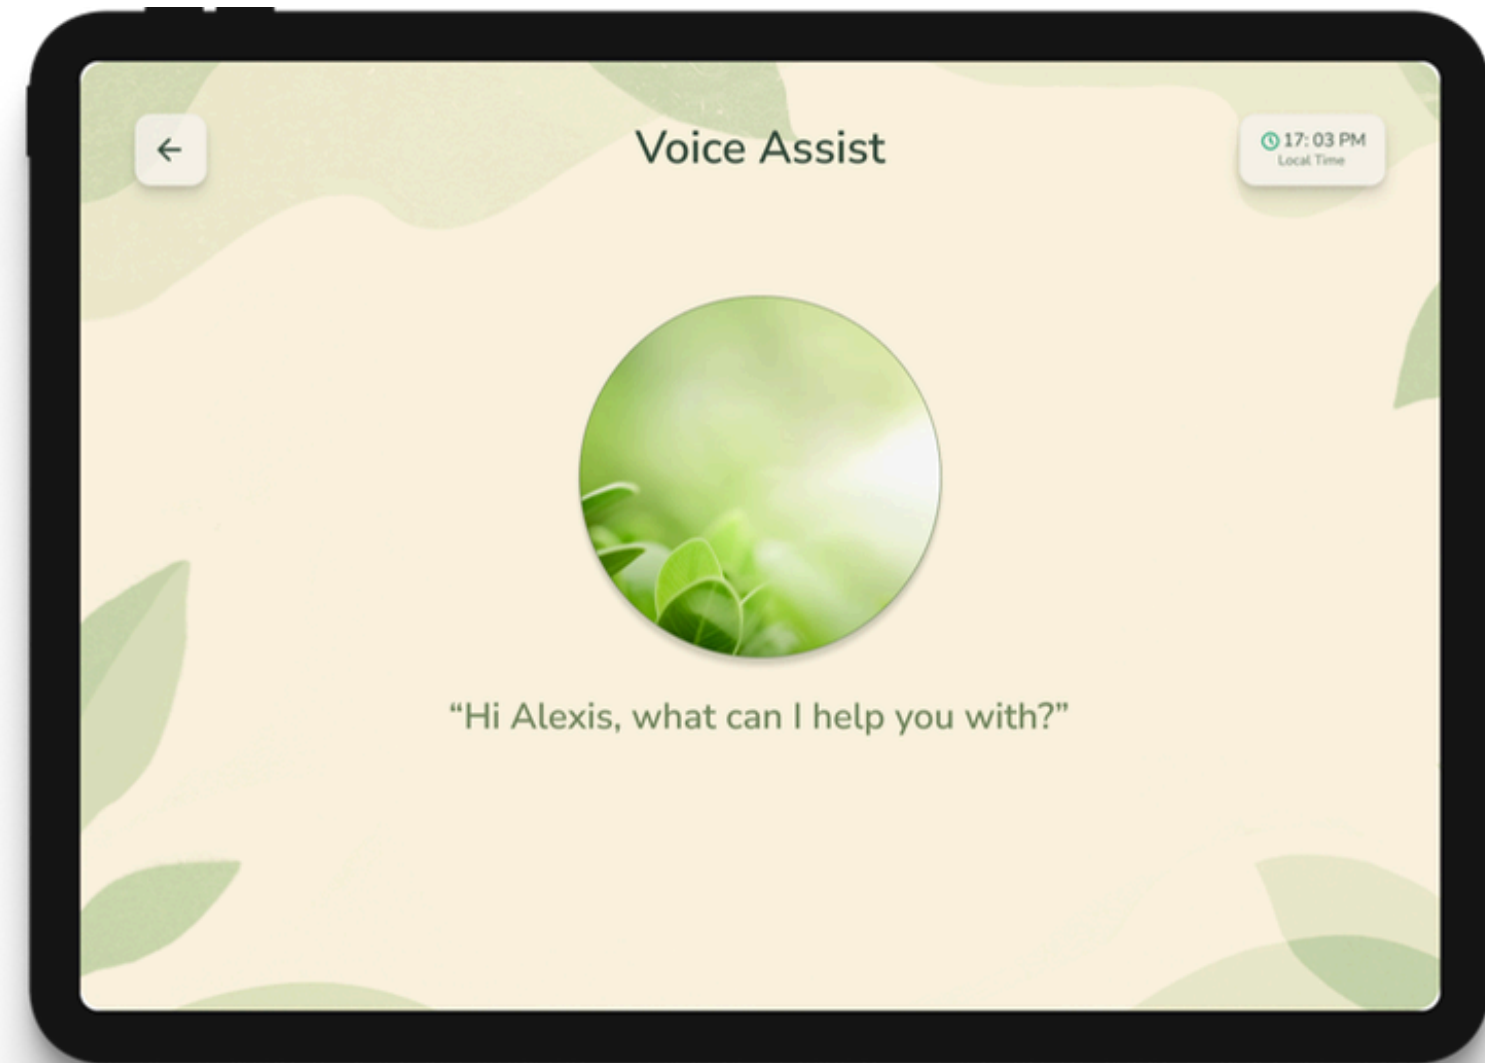 Voice Assist
17: 03 PM
Local Time
“Hi Alexis, what can I help you with?”